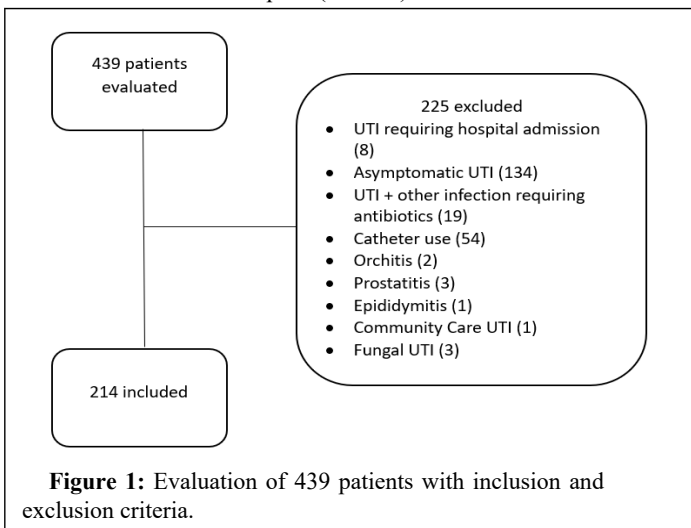 439 patients
evaluated
225 excluded
• UTI requiring hospital admission
(8)
• Asymptomatic UTI (134)
• UTI + other infection requiring
antibiotics (19)
• Catheter use (54)
• Orchitis (2)
• Prostatitis (3)
• Epididymitis (1)
• Community Care UTI (1)
• Fungal UTI (3)
214 included
Figure 1: Evaluation of 439 patients with inclusion and
exclusion criteria.